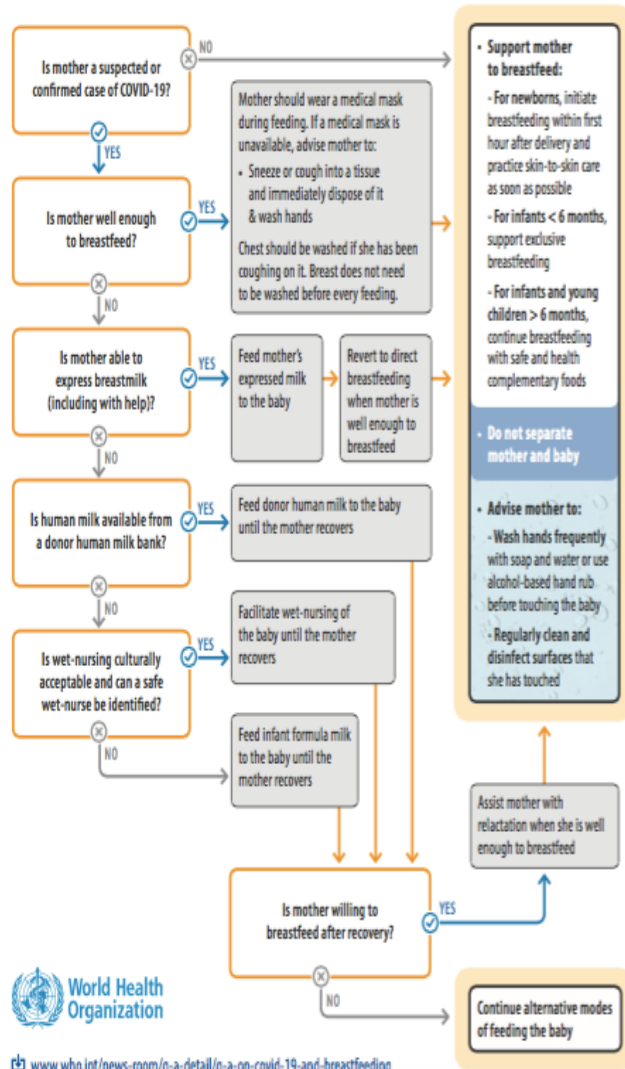 Is mother a suspected or
confirmed case of COVID-19?
NO
YES
Is mother well enough
to breastfeed?
YES
NO
Mother should wear a medical mask
during feeding. If a medical mask is
unavailable, advise mother to:
• Sneeze or cough into a tissue
and immediately dispose of it
& wash hands
Chest should be washed if she has been
coughing on it. Breast does not need
to be washed before every feeding.
Is mother able to
express breastmilk
(including with help)?
YES
NO
Feed mother's
expressed milk
to the baby
Revert to direct
breastfeeding
when mother is
well enough to
breastfeed
Is human milk available from
a donor human milk bank?
YES
NO
Feed donor human milk to the baby
until the mother recovers
Is wet-nursing culturally
acceptable and can a safe
wet-nurse be identified?
YES
NO
Facilitate wet-nursing of
the baby until the mother
recovers
Feed infant formula milk
to the baby until the
mother recovers
• Support mother
to breastfeed:
- For newborns, initiate
breastfeeding within first
hour after delivery and
practice skin-to-skin care
as soon as possible
- For infants < 6 months,
support exclusive
breastfeeding
- For infants and young
children > 6 months,
continue breastfeeding
with safe and health
complementary foods
• Do not separate
mother and baby
• Advise mother to:
- Wash hands frequently
with soap and water or use
alcohol-based hand rub
before touching the baby
- Regularly clean and
disinfect surfaces that
she has touched
Assist mother with
relactation when she is well
enough to breastfeed
Is mother willing to
breastfeed after recovery?
YES
NO
Continue alternative modes
of feeding the baby
World Health
Organization
www.who.int/news-room/q-a-detail/q-a-on-covid-19-and-breastfeeding